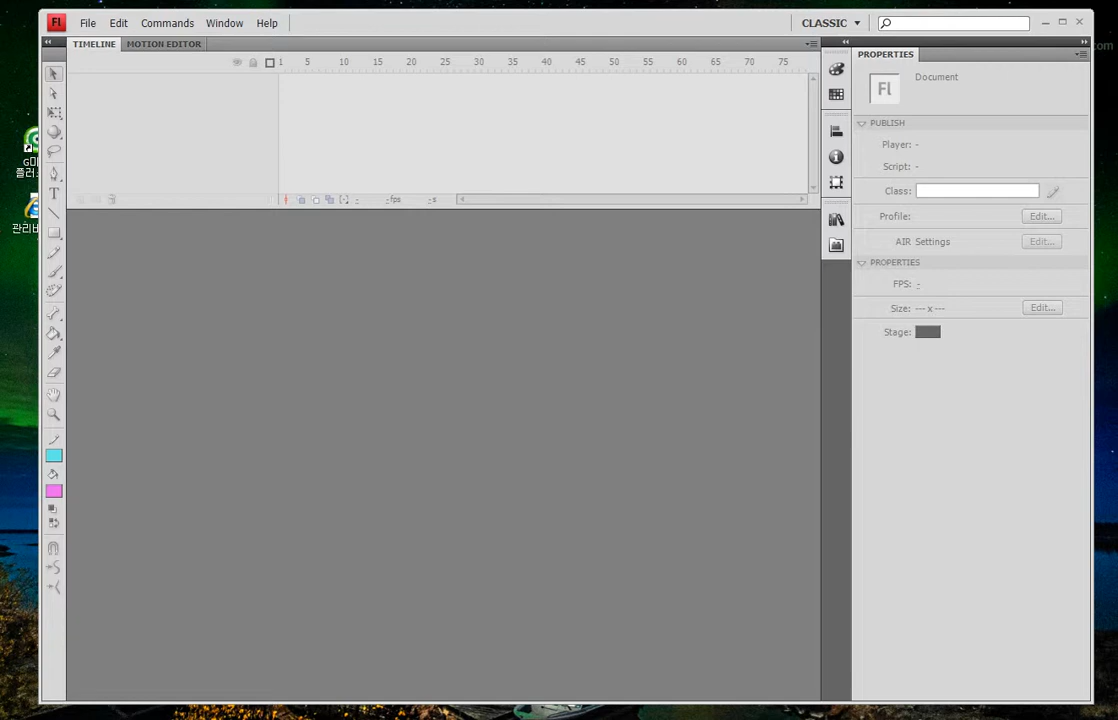 Fl File Edit Commands Window Help CLASSIC
TIMELINE MOTION EDITOR
1 5 10 15 20 25 30 35 40 45 50 55 60 65 70 75
- -fps -s
T
PROPERTIES
Fl Document
PUBLISH
Player: -
Script: -
Class:
Profile: Edit...
AIR Settings Edit...
PROPERTIES
FPS: -
Size: --- x --- Edit...
Stage:
.com